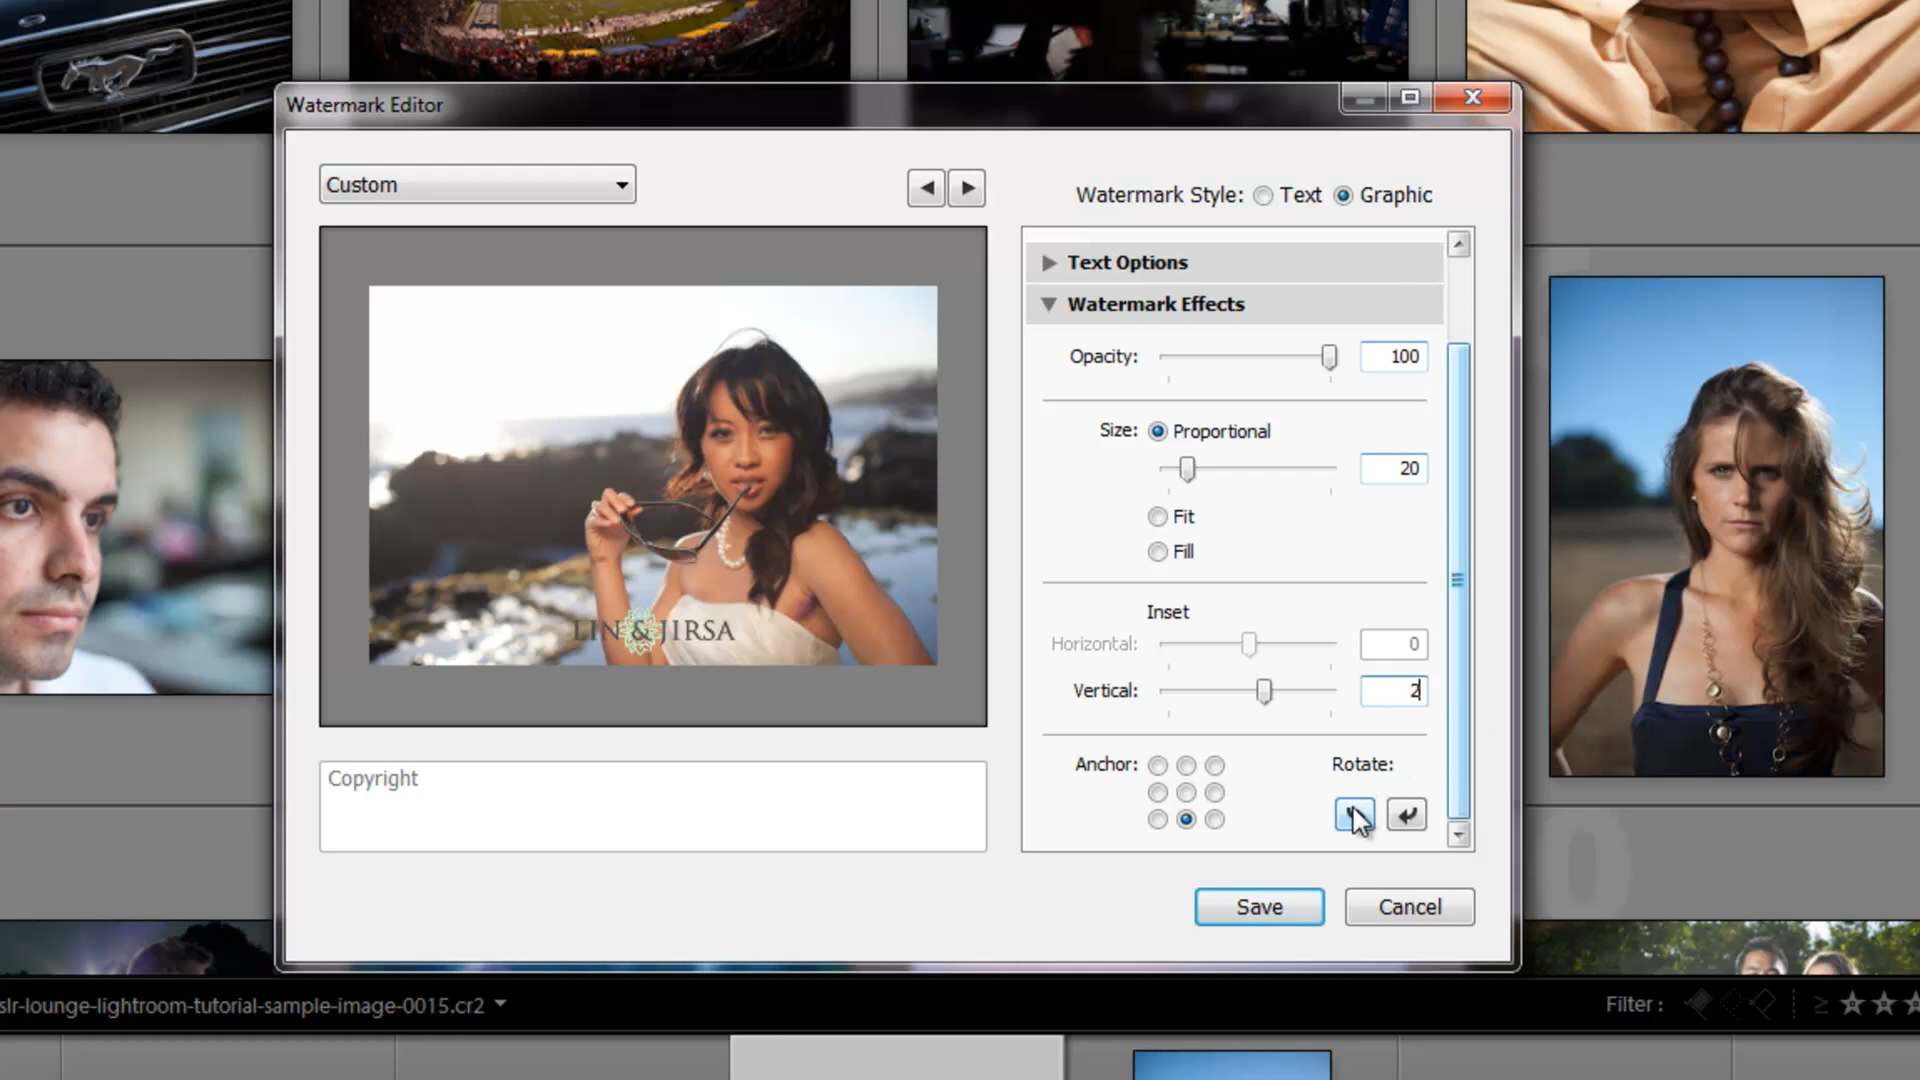 Watermark Editor
Custom
Watermark Style: Text Graphic
Text Options
Watermark Effects
Opacity: 100
Size: Proportional
20
Fit
Fill
Inset
Horizontal: 0
Vertical: 2
Anchor: Rotate:
LIN & JIRSA
Copyright
Save Cancel
slr-lounge-lightroom-tutorial-sample-image-0015.cr2
Filter :